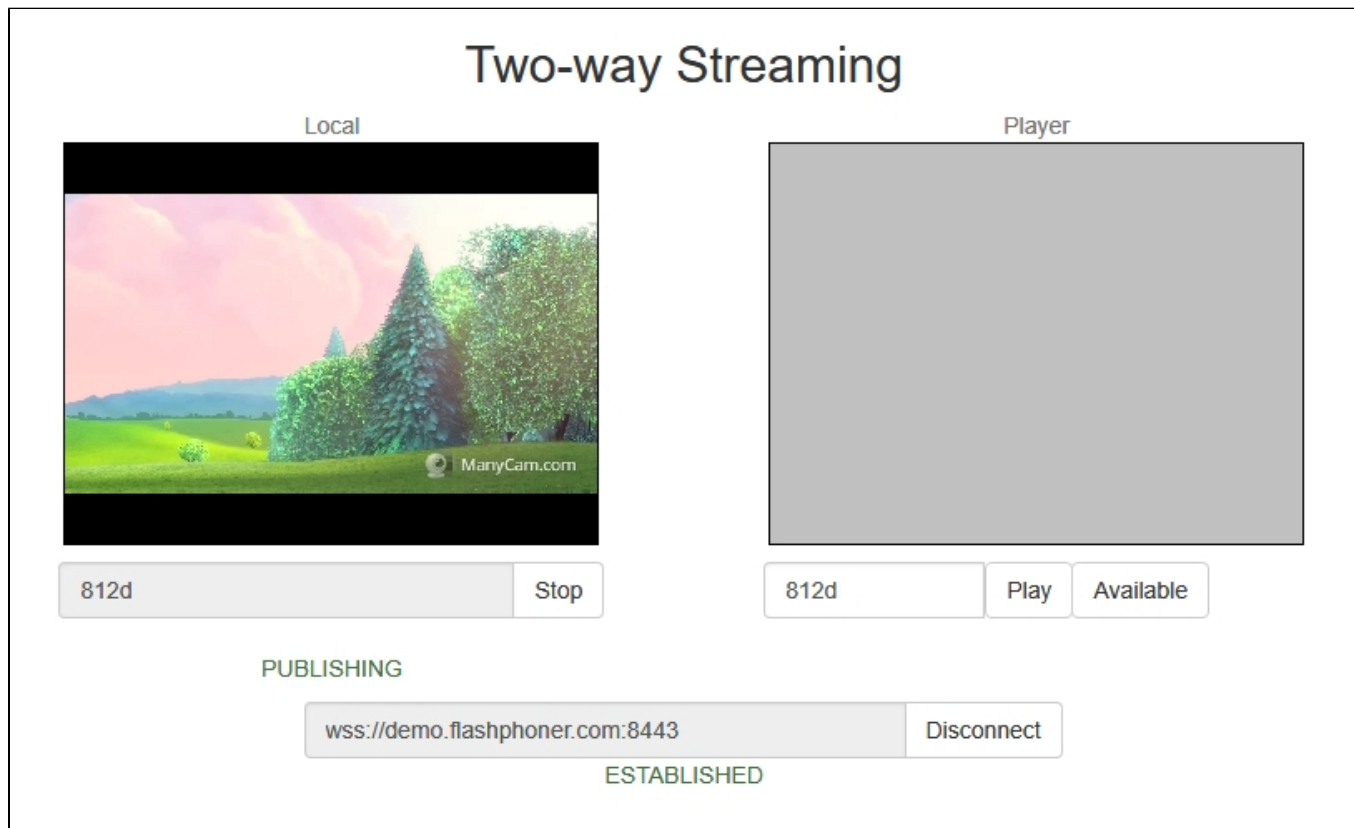 Two-way Streaming
Local
Player
ManyCam.com
812d
Stop
812d
Play
Available
PUBLISHING
wss://demo.flashphoner.com:8443
Disconnect
ESTABLISHED